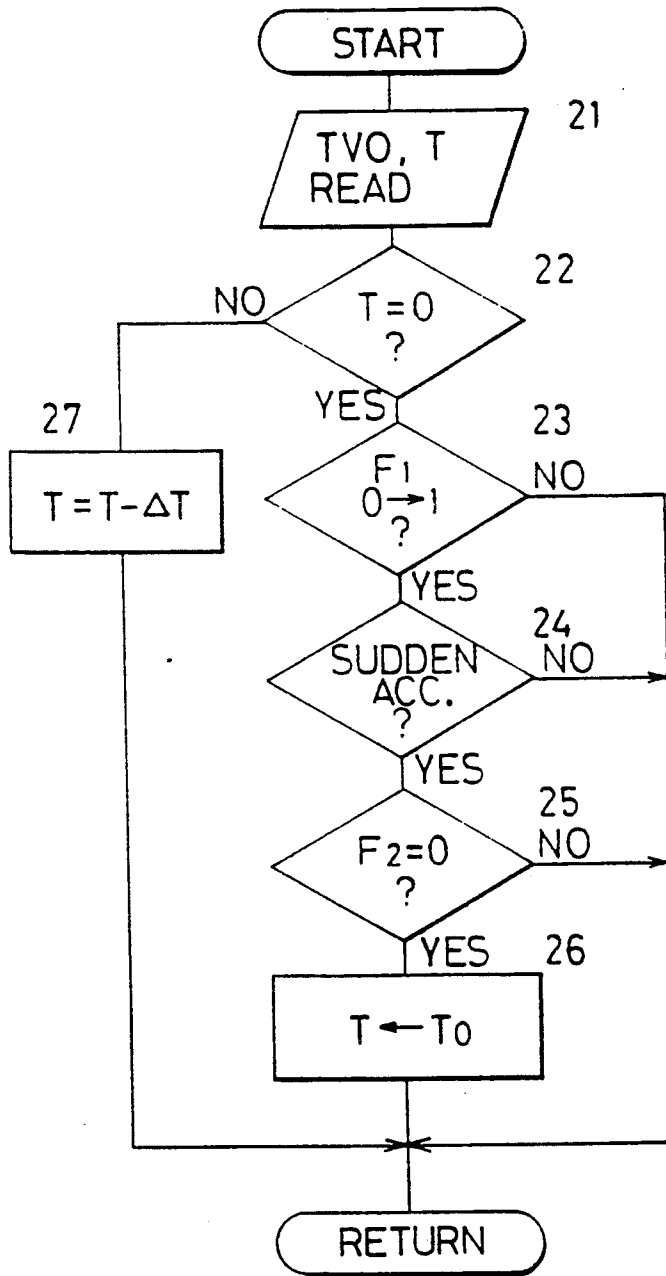 START
21
TVO, T
READ
22
T=0
?
NO
YES
27
T=T-ΔT
23
F1
0→1
?
NO
YES
24
SUDDEN
ACC.
?
NO
YES
25
F2=0
?
NO
YES
26
T←T0
RETURN